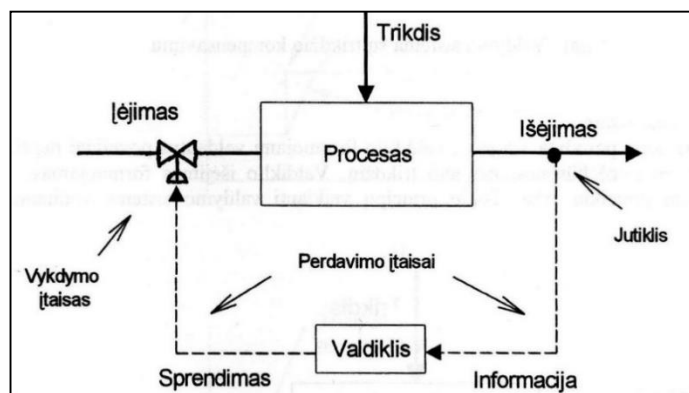 Trikdis
Įėjimas
Procesas
Išėjimas
Jutiklis
Vykdymo
įtaisas
Perdavimo įtaisai
Valdiklis
Sprendimas
Informacija